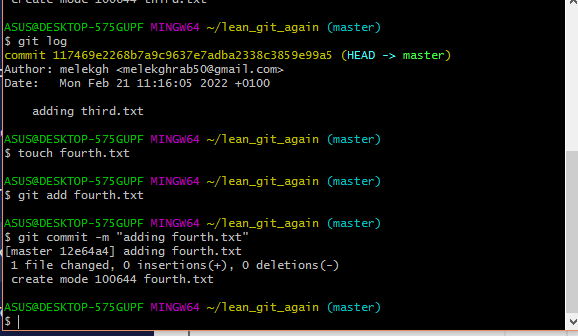 create mode 100644 third.txt
ASUS@DESKTOP-575GUPF MINGW64 ~/lean_git_again (master)
$ git log
commit 117469e2268b7a9c9637e7adba2338c3859e99a5 (HEAD -> master)
Author: melekgh <melekghrab50@gmail.com>
Date:   Mon Feb 21 11:16:05 2022 +0100
    adding third.txt
ASUS@DESKTOP-575GUPF MINGW64 ~/lean_git_again (master)
$ touch fourth.txt
ASUS@DESKTOP-575GUPF MINGW64 ~/lean_git_again (master)
$ git add fourth.txt
ASUS@DESKTOP-575GUPF MINGW64 ~/lean_git_again (master)
$ git commit -m "adding fourth.txt"
[master 12e64a4] adding fourth.txt
 1 file changed, 0 insertions(+), 0 deletions(-)
 create mode 100644 fourth.txt
ASUS@DESKTOP-575GUPF MINGW64 ~/lean_git_again (master)
$